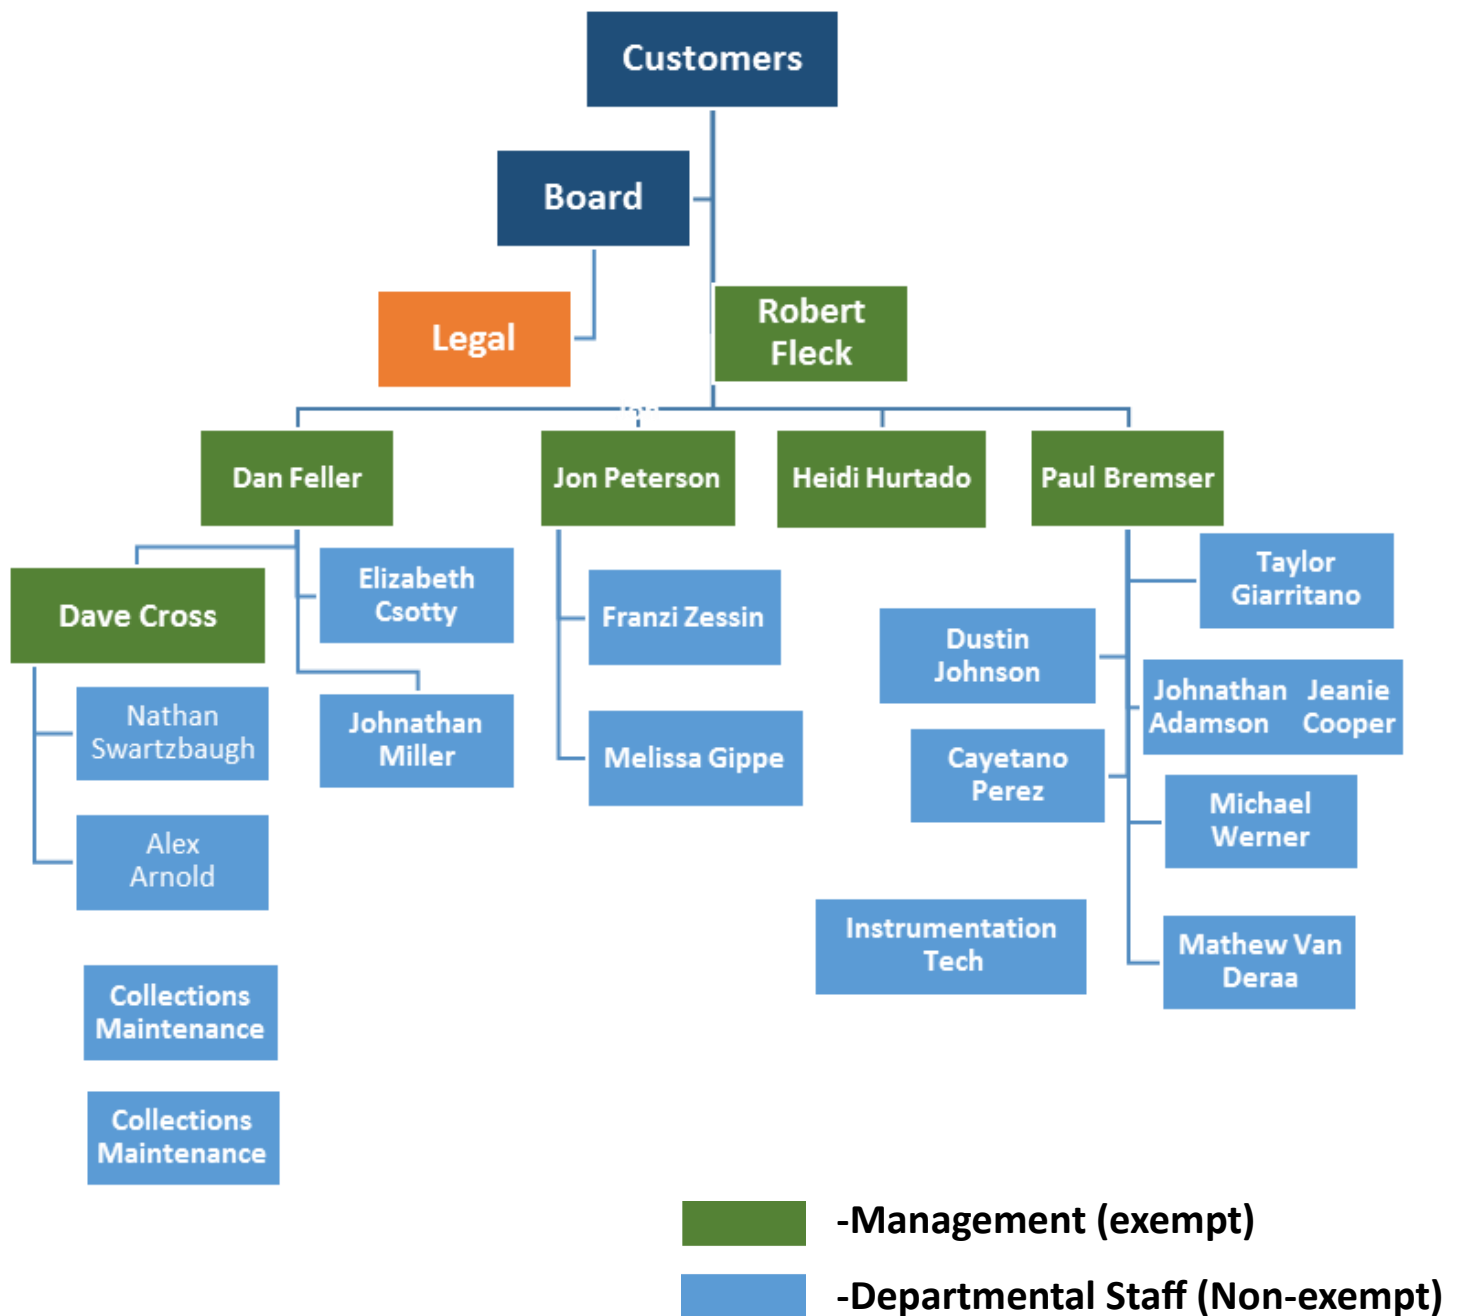 Customers
Board
Legal
Robert
Fleck
Dan Feller
Jon Peterson
Heidi Hurtado
Paul Bremser
Dave Cross
Elizabeth
Csotty
Johnathan
Miller
Nathan
Swartzbaugh
Alex
Arnold
Collections
Maintenance
Collections
Maintenance
Franzi Zessin
Melissa Gippe
Taylor
Giarritano
Dustin
Johnson
Johnathan Jeanie
Adamson Cooper
Cayetano
Perez
Michael
Werner
Instrumentation
Tech
Mathew Van
Deraa
-Management (exempt)
-Departmental Staff (Non-exempt)